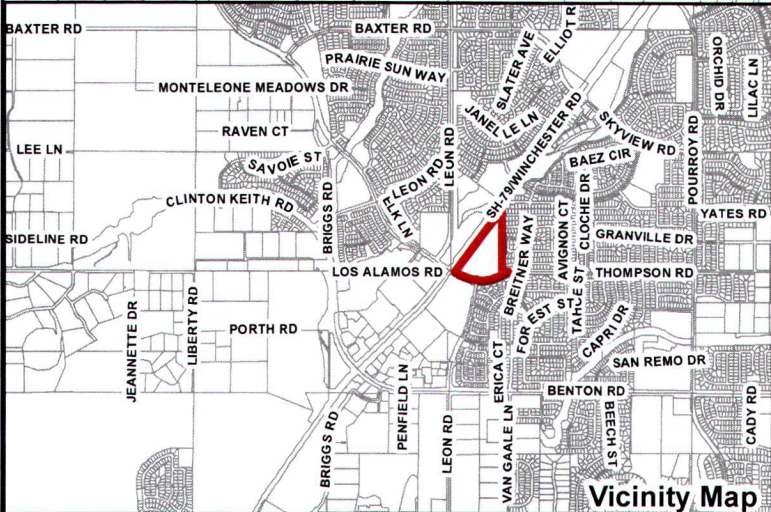 BAXTER RD
BAXTER RD
PRAIRIE SUN WAY
SLATER AVE
ELLIOT R
ORCHID DR
LILAC LN
MONTELEONE MEADOWS DR
JANEL LE LN
RAVEN CT
SKYVIEW RD
LEE LN
SAVOIE ST
LEON RD
LEON RD
SH-79/WINCHESTER RD
BAEZ CIR
POURROY RD
CLINTON KEITH RD
BRIGGS RD
ELK LN
AVIGNON CT
CLOCHE DR
YATES RD
SIDELINE RD
BREITNER WAY
GRANVILLE DR
LOS ALAMOS RD
THOMPSON RD
JEANNETTE DR
LIBERTY RD
PORTH RD
FOR EST ST
TAHOE ST
CAPRI DR
SAN REMO DR
ERICA CT
PENFIELD LN
BENTON RD
BRIGGS RD
LEON RD
VAN GAALE LN
BEECH ST
CADY RD
Vicinity Map